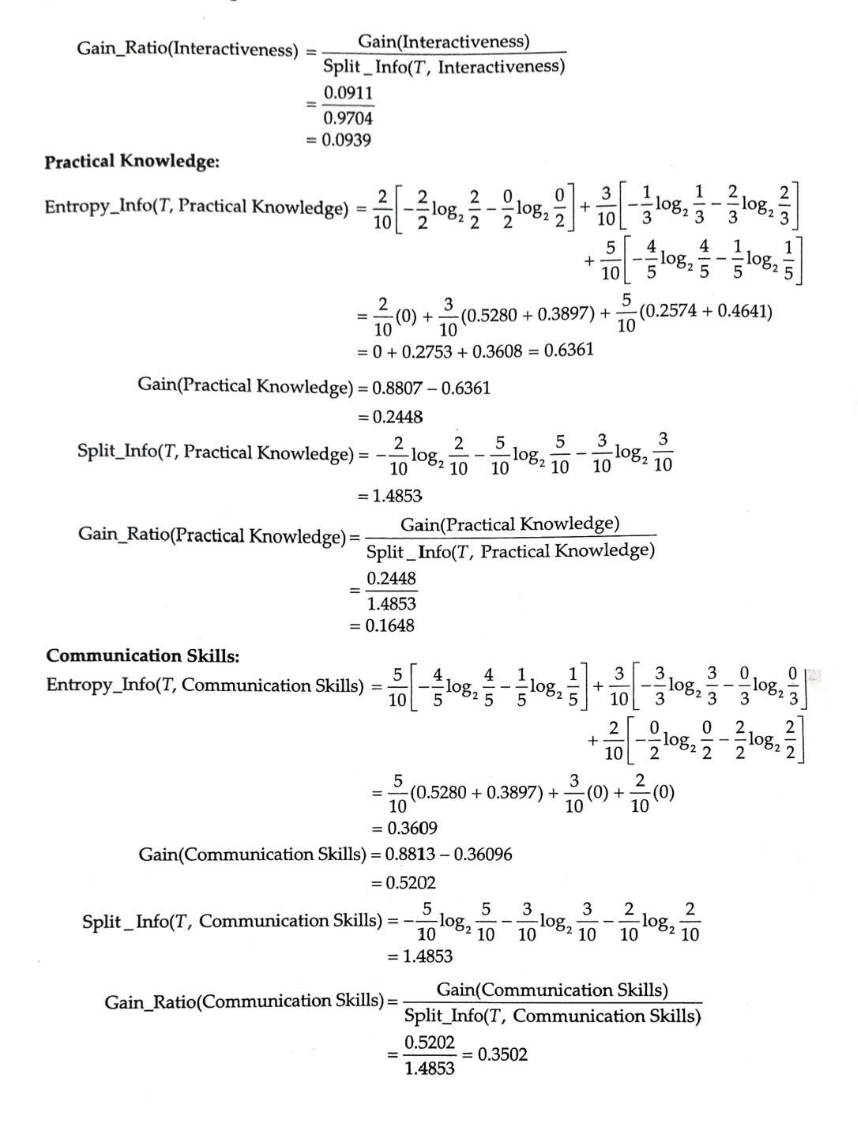 Gain_Ratio(Interactiveness) = Gain(Interactiveness) / Split_Info(T, Interactiveness)
= 0.0911 / 0.9704
= 0.0939
Practical Knowledge:
Entropy_Info(T, Practical Knowledge) = 2/10 [−2/2 log₂ 2/2 − 0/2 log₂ 0/2] + 3/10 [−1/3 log₂ 1/3 − 2/3 log₂ 2/3]
+ 5/10 [−4/5 log₂ 4/5 − 1/5 log₂ 1/5]
= 2/10 (0) + 3/10 (0.5280 + 0.3897) + 5/10 (0.2574 + 0.4641)
= 0 + 0.2753 + 0.3608 = 0.6361
Gain(Practical Knowledge) = 0.8807 − 0.6361
= 0.2448
Split_Info(T, Practical Knowledge) = −2/10 log₂ 2/10 − 5/10 log₂ 5/10 − 3/10 log₂ 3/10
= 1.4853
Gain_Ratio(Practical Knowledge) = Gain(Practical Knowledge) / Split_Info(T, Practical Knowledge)
= 0.2448 / 1.4853
= 0.1648
Communication Skills:
Entropy_Info(T, Communication Skills) = 5/10 [−4/5 log₂ 4/5 − 1/5 log₂ 1/5] + 3/10 [−3/3 log₂ 3/3 − 0/3 log₂ 0/3]
+ 2/10 [−0/2 log₂ 0/2 − 2/2 log₂ 2/2]
= 5/10 (0.5280 + 0.3897) + 3/10 (0) + 2/10 (0)
= 0.3609
Gain(Communication Skills) = 0.8813 − 0.36096
= 0.5202
Split_Info(T, Communication Skills) = −5/10 log₂ 5/10 − 3/10 log₂ 3/10 − 2/10 log₂ 2/10
= 1.4853
Gain_Ratio(Communication Skills) = Gain(Communication Skills) / Split_Info(T, Communication Skills)
= 0.5202 / 1.4853 = 0.3502